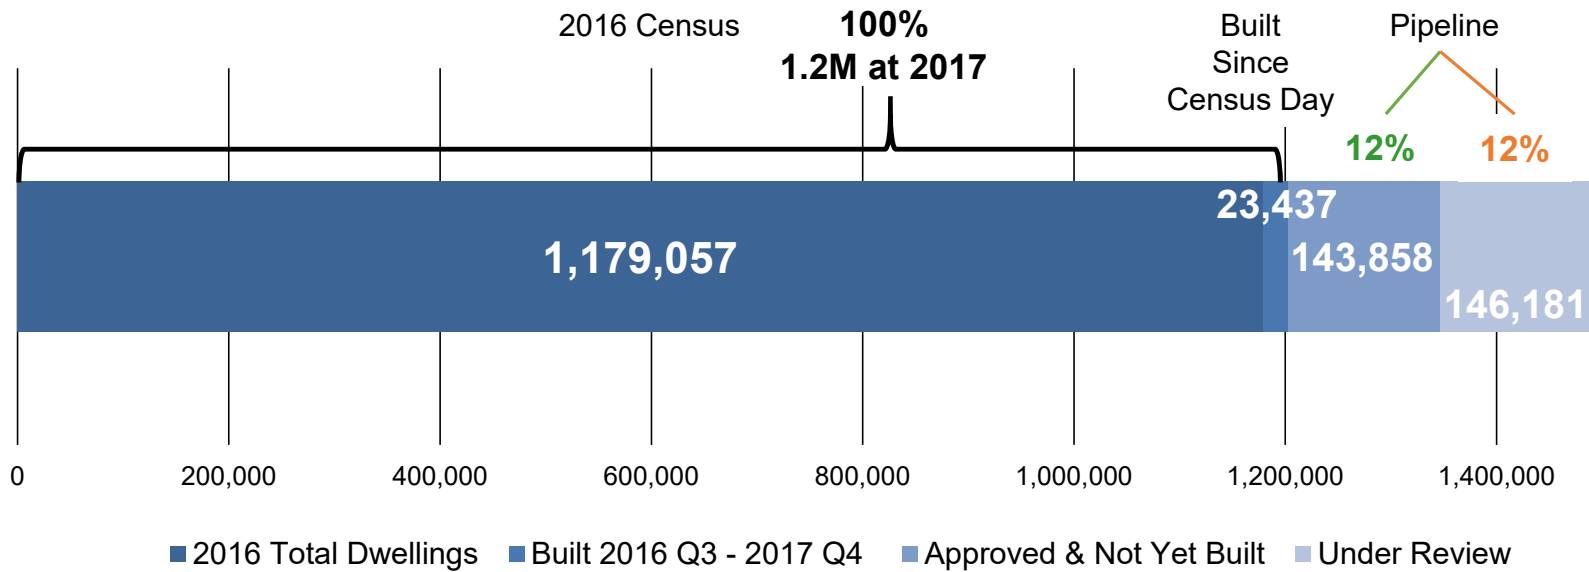 2016 Census
100%
1.2M at 2017
Built
Since
Census Day
Pipeline
12%
12%
1,179,057
23,437
143,858
146,181
0
200,000
400,000
600,000
800,000
1,000,000
1,200,000
1,400,000
2016 Total Dwellings
Built 2016 Q3 - 2017 Q4
Approved & Not Yet Built
Under Review